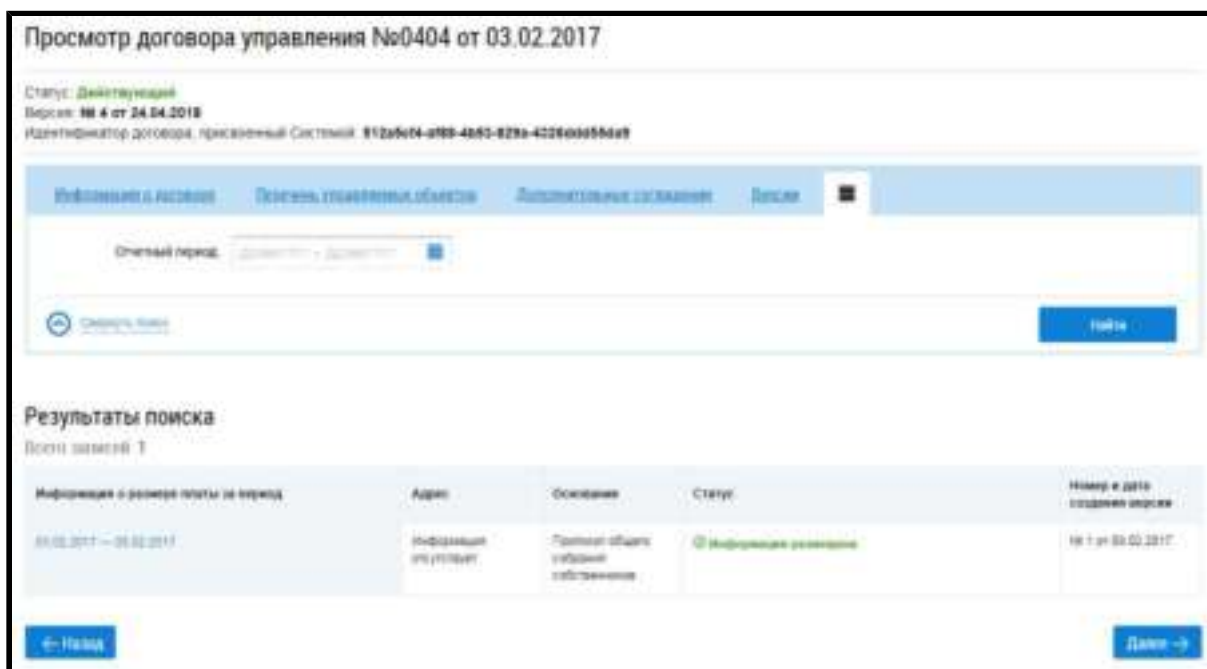 Просмотр договора управления №0404 от 03.02.2017
Статус: Действующий
Версия: № 4 от 24.04.2018
Идентификатор договора, присвоенный Системой:
Информация о договоре Перечень управляемых объектов Дополнительные соглашения Версии
Отчетный период
Свернуть поиск
Найти
Результаты поиска
Всего записей: 1
Информация о размере платы за период Адрес Основание Статус Номер и дата
создания версии
Информация Протокол общего Информация размещена
отсутствует собрания
собственников
← Назад Далее →